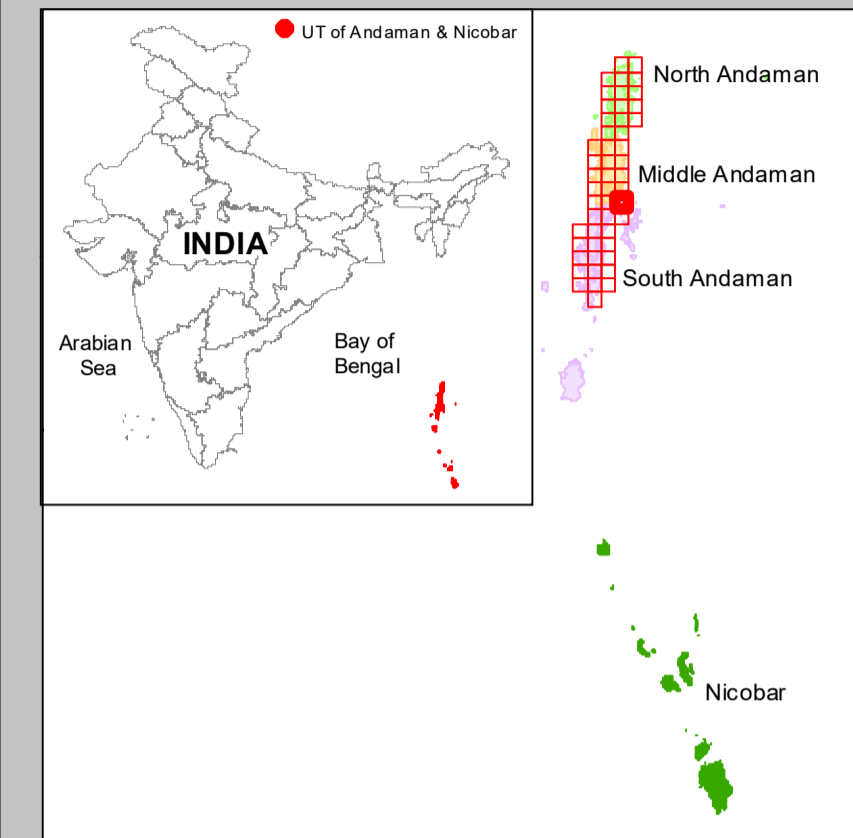 UT of Andaman & Nicobar
North Andaman
Middle Andaman
INDIA
South Andaman
Arabian
Sea
Bay of
Bengal
Nicobar